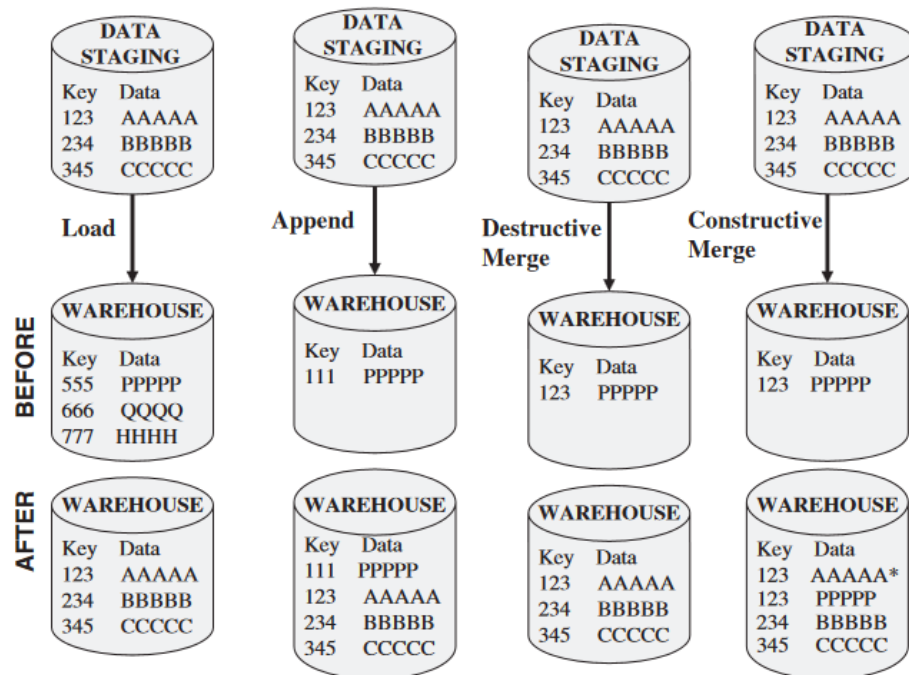 DATA
STAGING
Key Data
123 AAAAA
234 BBBBB
345 CCCCC
DATA
STAGING
Key Data
123 AAAAA
234 BBBBB
345 CCCCC
DATA
STAGING
Key Data
123 AAAAA
234 BBBBB
345 CCCCC
DATA
STAGING
Key Data
123 AAAAA
234 BBBBB
345 CCCCC
Load
Append
Destructive
Merge
Constructive
Merge
BEFORE
WAREHOUSE
Key Data
555 PPPPP
666 QQQQ
777 HHHH
WAREHOUSE
Key Data
111 PPPPP
WAREHOUSE
Key Data
123 PPPPP
WAREHOUSE
Key Data
123 PPPPP
AFTER
WAREHOUSE
Key Data
123 AAAAA
234 BBBBB
345 CCCCC
WAREHOUSE
Key Data
111 PPPPP
123 AAAAA
234 BBBBB
345 CCCCC
WAREHOUSE
Key Data
123 AAAAA
234 BBBBB
345 CCCCC
WAREHOUSE
Key Data
123 AAAAA*
123 PPPPP
234 BBBBB
345 CCCCC